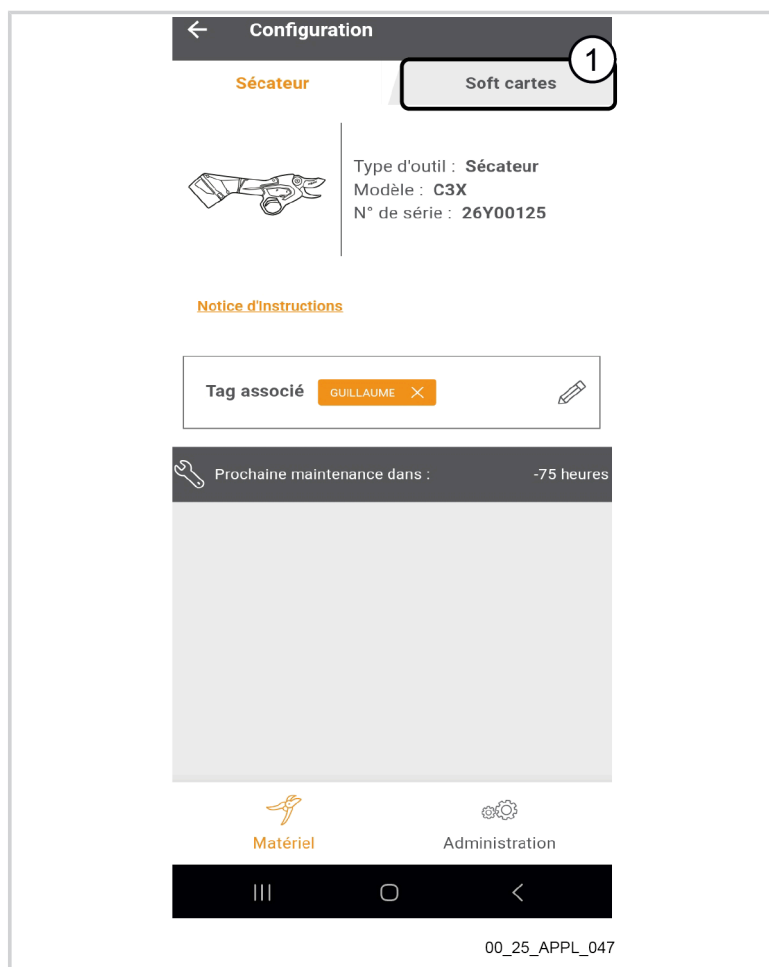 Configuration
1
Sécateur Soft cartes
Type d'outil : Sécateur
Modèle : C3X
N° de série : 26Y00125
Notice d'Instructions
Tag associé GUILLAUME
Prochaine maintenance dans : -75 heures
Matériel Administration
00_25_APPL_047